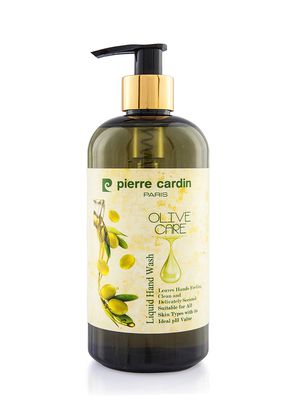 pierre cardin
PARIS
OLIVE
CARE
Liquid Hand Wash
Leaves Hands Feeling
Clean and
Delicately Scented
Suitable for All
Skin Types with its
Ideal pH Value